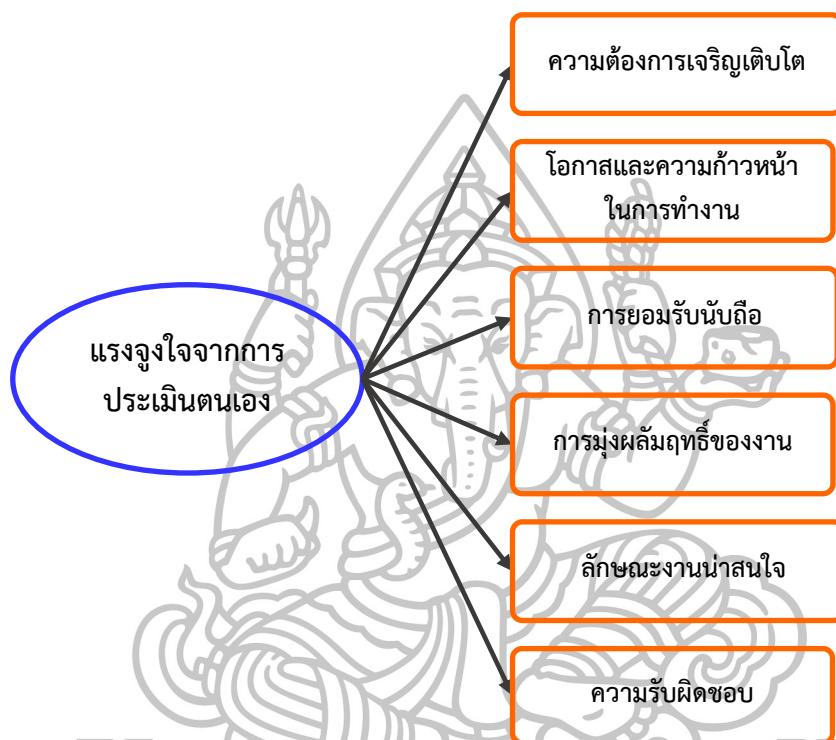 ความต้องการเจริญเติบโต
โอกาสและความก้าวหน้า
ในการทำงาน
การยอมรับนับถือ
แรงจูงใจจากการ
ประเมินตนเอง
การมุ่งผลัมฤทธิ์ของงาน
ลักษณะงานน่าสนใจ
ความรับผิดชอบ